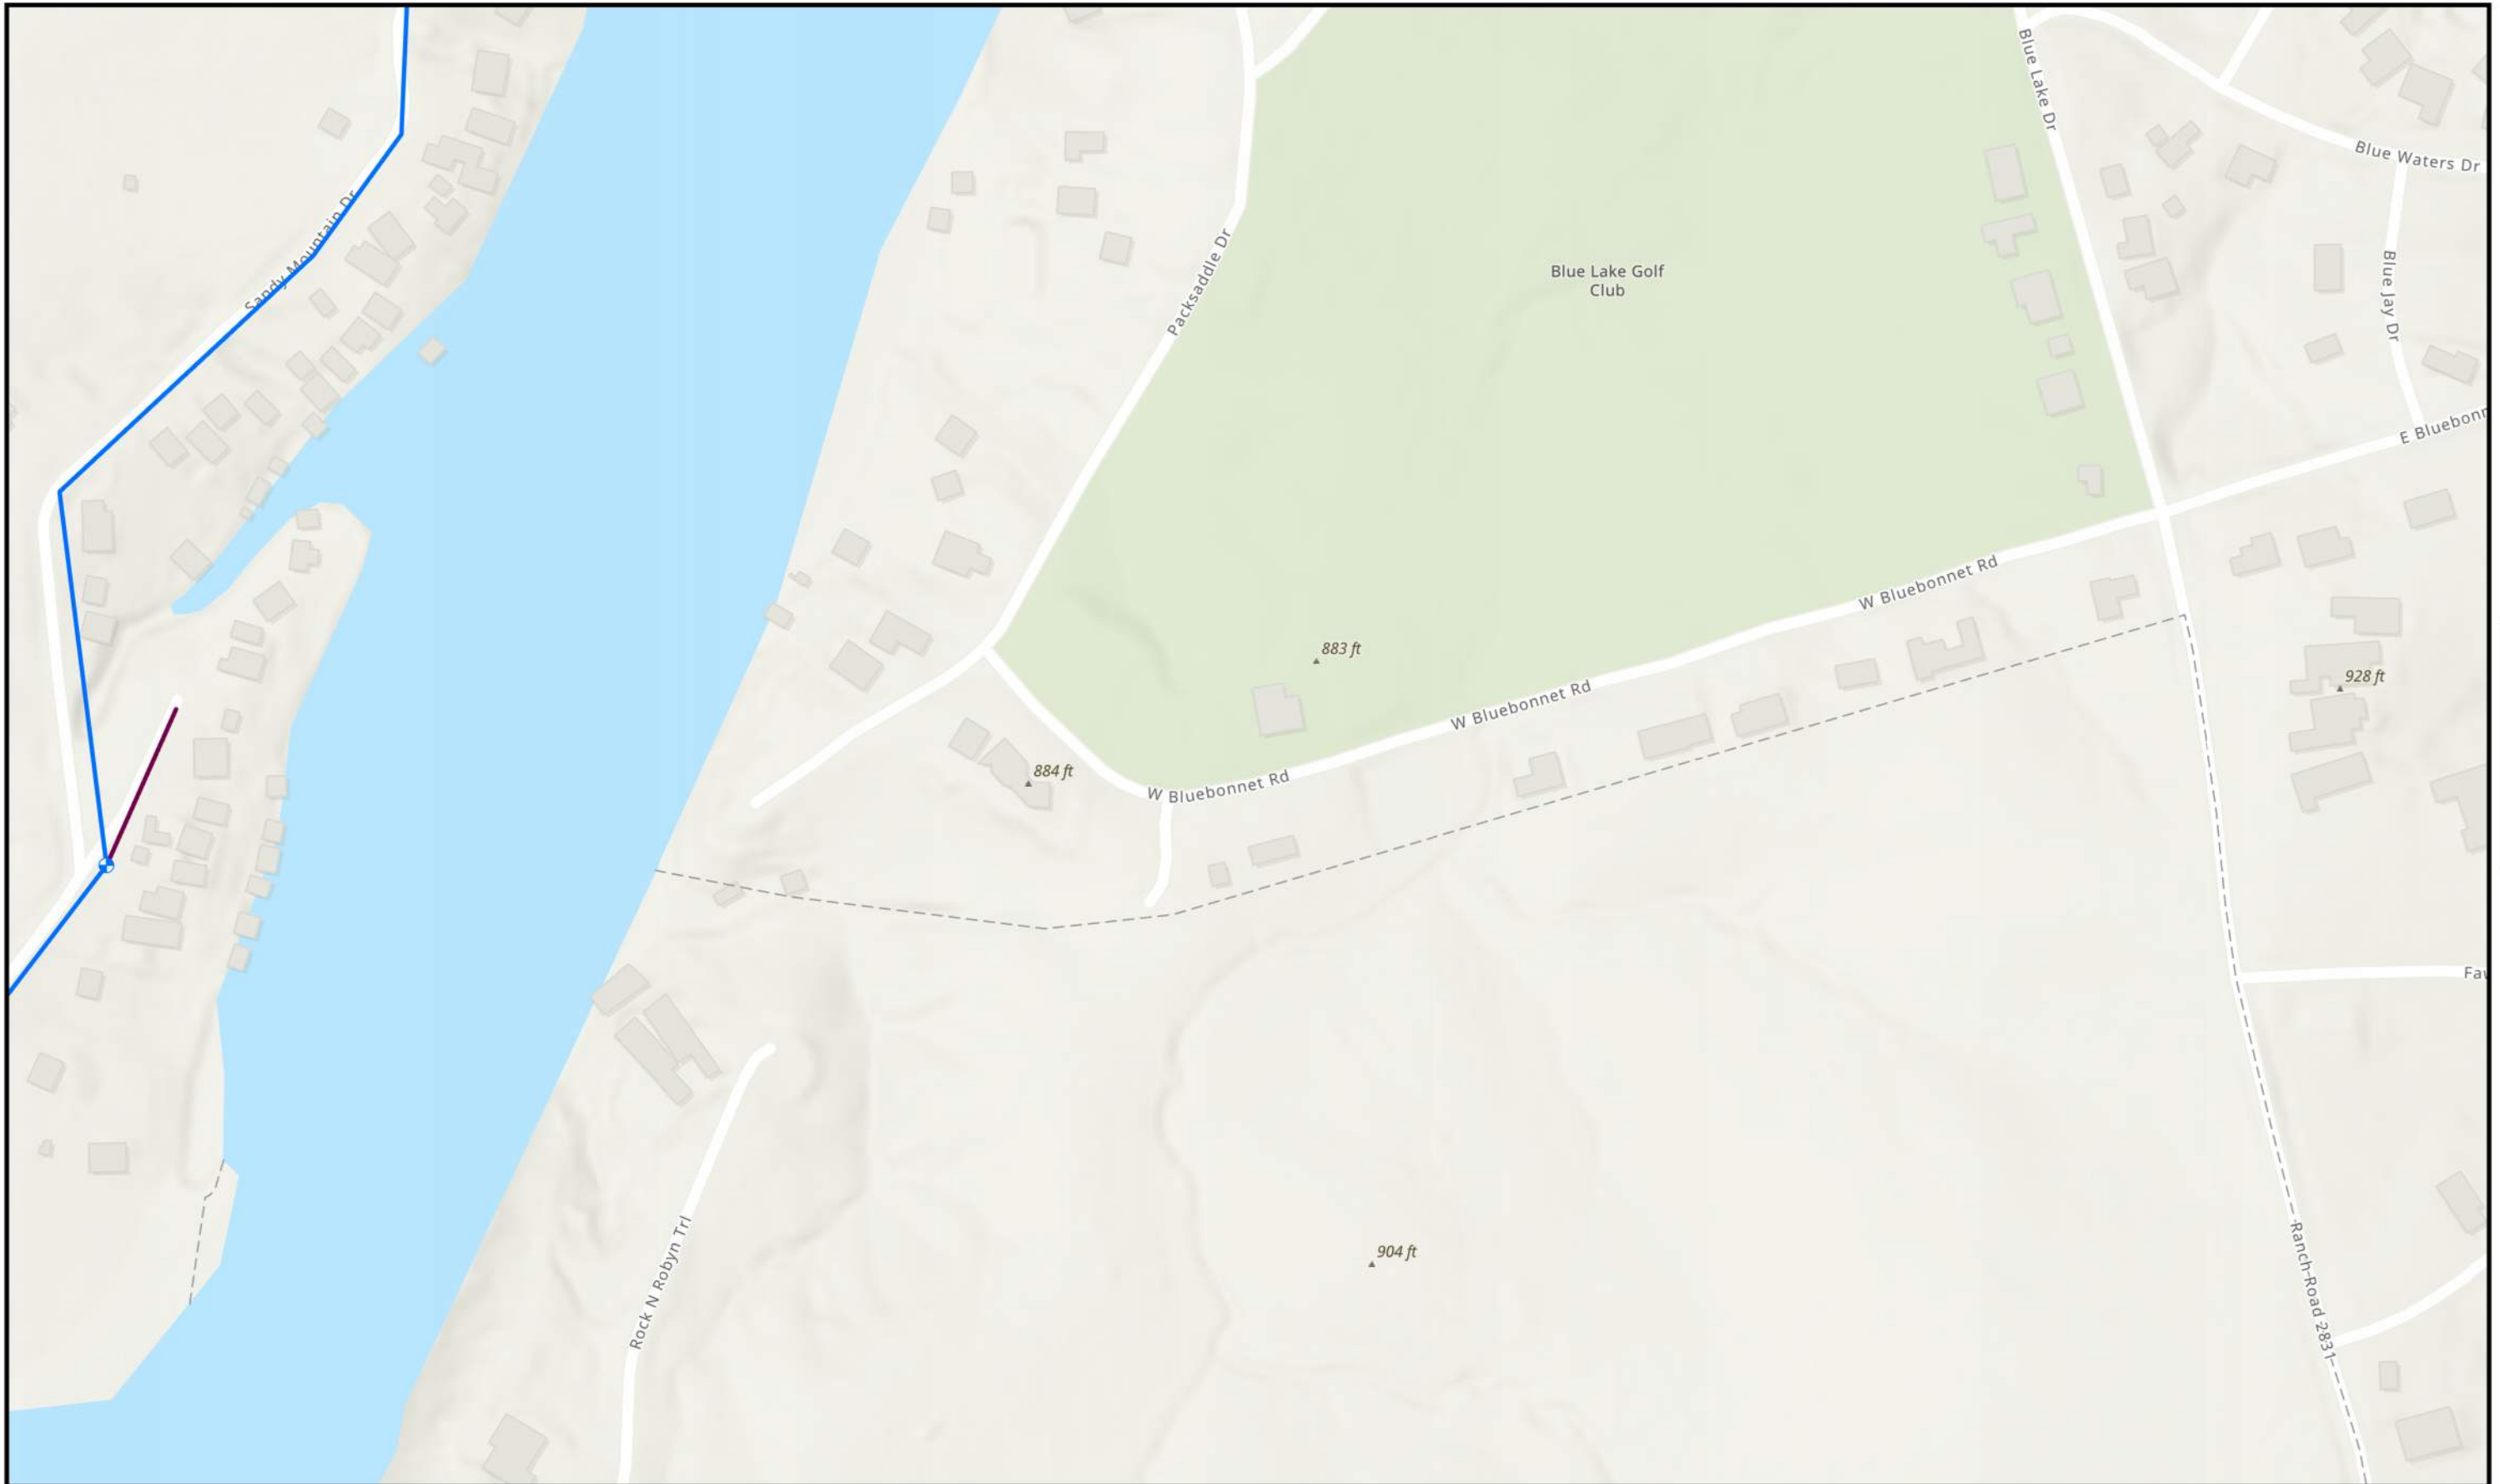 Blue Lake Dr
Blue Waters Dr
Sandy Mountain Dr
Packsaddle Dr
Blue Lake Golf
Club
Blue Jay Dr
E Bluebonn
W Bluebonnet Rd
883 ft
928 ft
W Bluebonnet Rd
884 ft
W Bluebonnet Rd
Rock N Robyn Trl
904 ft
Ranch Road 2831